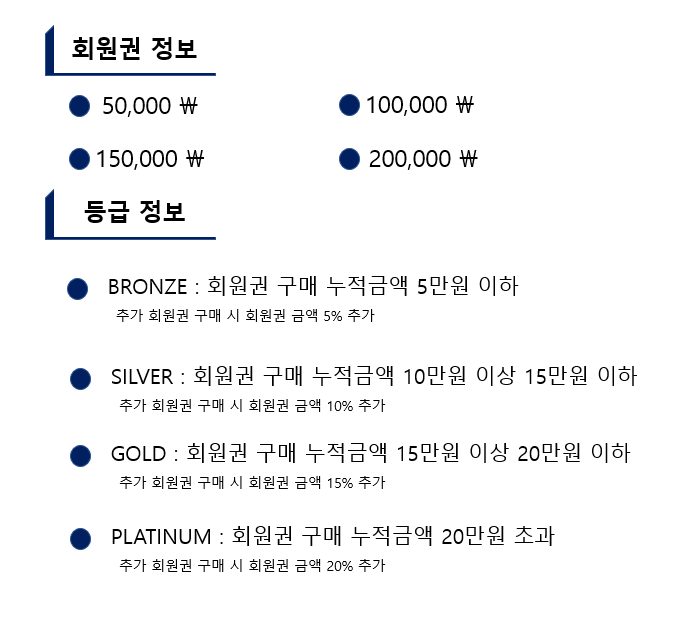 회원권 정보
50,000 ₩
100,000 ₩
150,000 ₩
200,000 ₩
등급 정보
BRONZE : 회원권 구매 누적금액 5만원 이하
추가 회원권 구매 시 회원권 금액 5% 추가
SILVER : 회원권 구매 누적금액 10만원 이상 15만원 이하
추가 회원권 구매 시 회원권 금액 10% 추가
GOLD : 회원권 구매 누적금액 15만원 이상 20만원 이하
추가 회원권 구매 시 회원권 금액 15% 추가
PLATINUM : 회원권 구매 누적금액 20만원 초과
추가 회원권 구매 시 회원권 금액 20% 추가